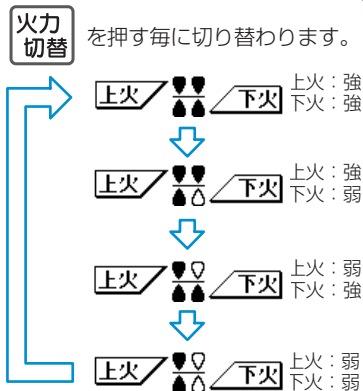 火力
切替
を押す毎に切り替わります。
上火 下火 上火：強
下火：強
上火 下火 上火：強
下火：弱
上火 下火 上火：弱
下火：強
上火 下火 上火：弱
下火：弱